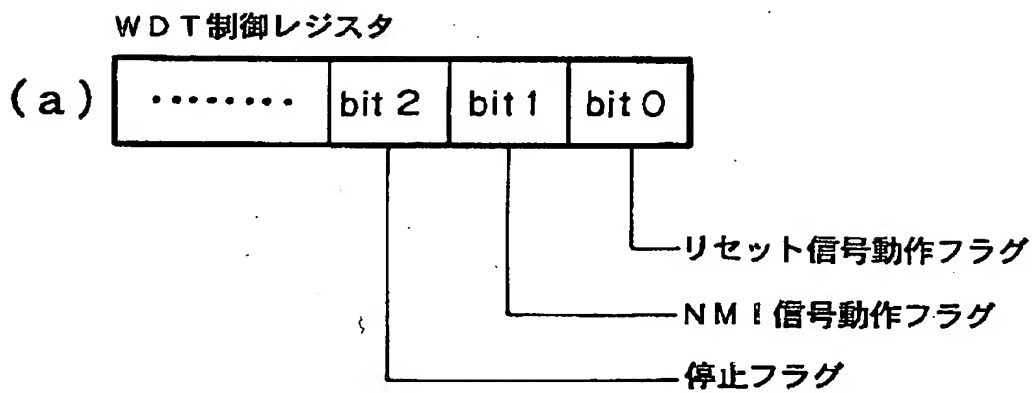 WDT制御レジスタ
(a) ‥‥‥‥ bit 2 bit 1 bit 0
リセット信号動作フラグ
NMI信号動作フラグ
停止フラグ